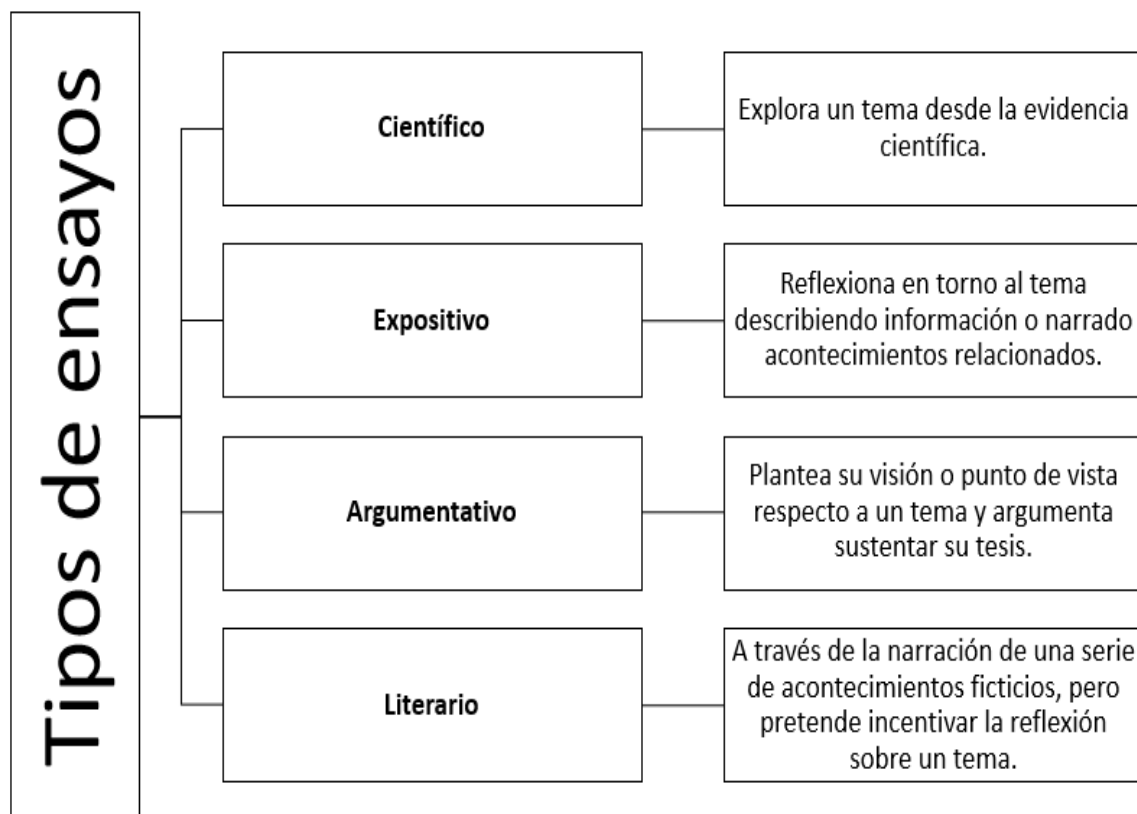 Tipos de ensayos
Científico
Explora un tema desde la evidencia
científica.
Expositivo
Reflexiona en torno al tema
describiendo información o narrado
acontecimientos relacionados.
Argumentativo
Plantea su visión o punto de vista
respecto a un tema y argumenta
sustentar su tesis.
Literario
A través de la narración de una serie
de acontecimientos ficticios, pero
pretende incentivar la reflexión
sobre un tema.